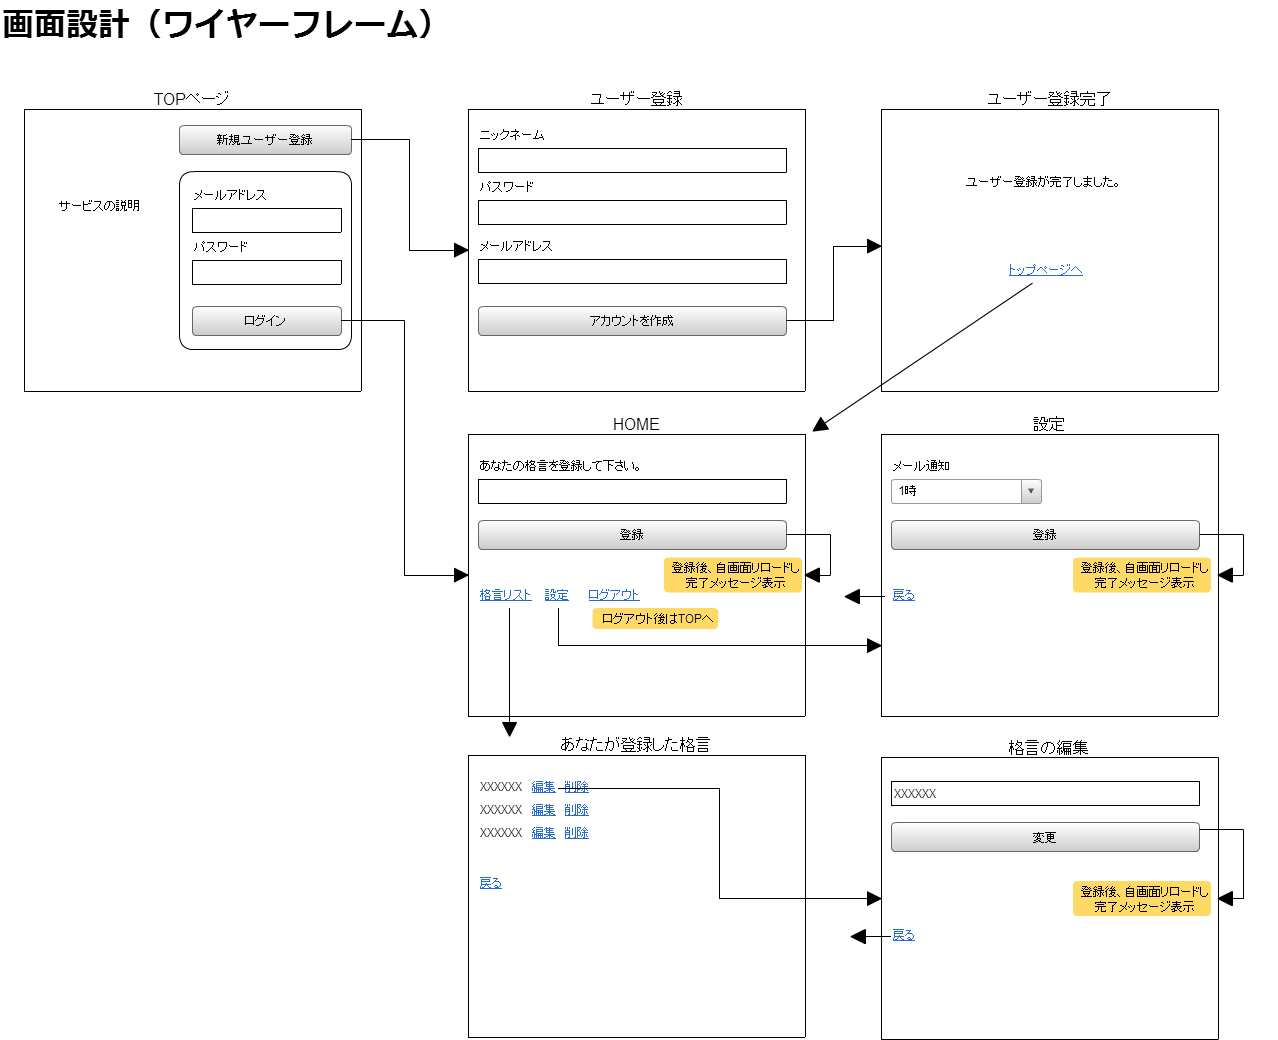 画面設計（ワイヤーフレーム）
TOPページ
新規ユーザー登録
サービスの説明
メールアドレス
パスワード
ログイン
ユーザー登録
ニックネーム
パスワード
メールアドレス
アカウントを作成
ユーザー登録完了
ユーザー登録が完了しました。
トップページへ
HOME
あなたの格言を登録して下さい。
登録
登録後、自画面リロードし
完了メッセージ表示
格言リスト 設定 ログアウト
ログアウト後はTOPへ
設定
メール通知
1時
登録
登録後、自画面リロードし
完了メッセージ表示
戻る
あなたが登録した格言
XXXXXX 編集 削除
XXXXXX 編集 削除
XXXXXX 編集 削除
戻る
格言の編集
XXXXXX
変更
登録後、自画面リロードし
完了メッセージ表示
戻る